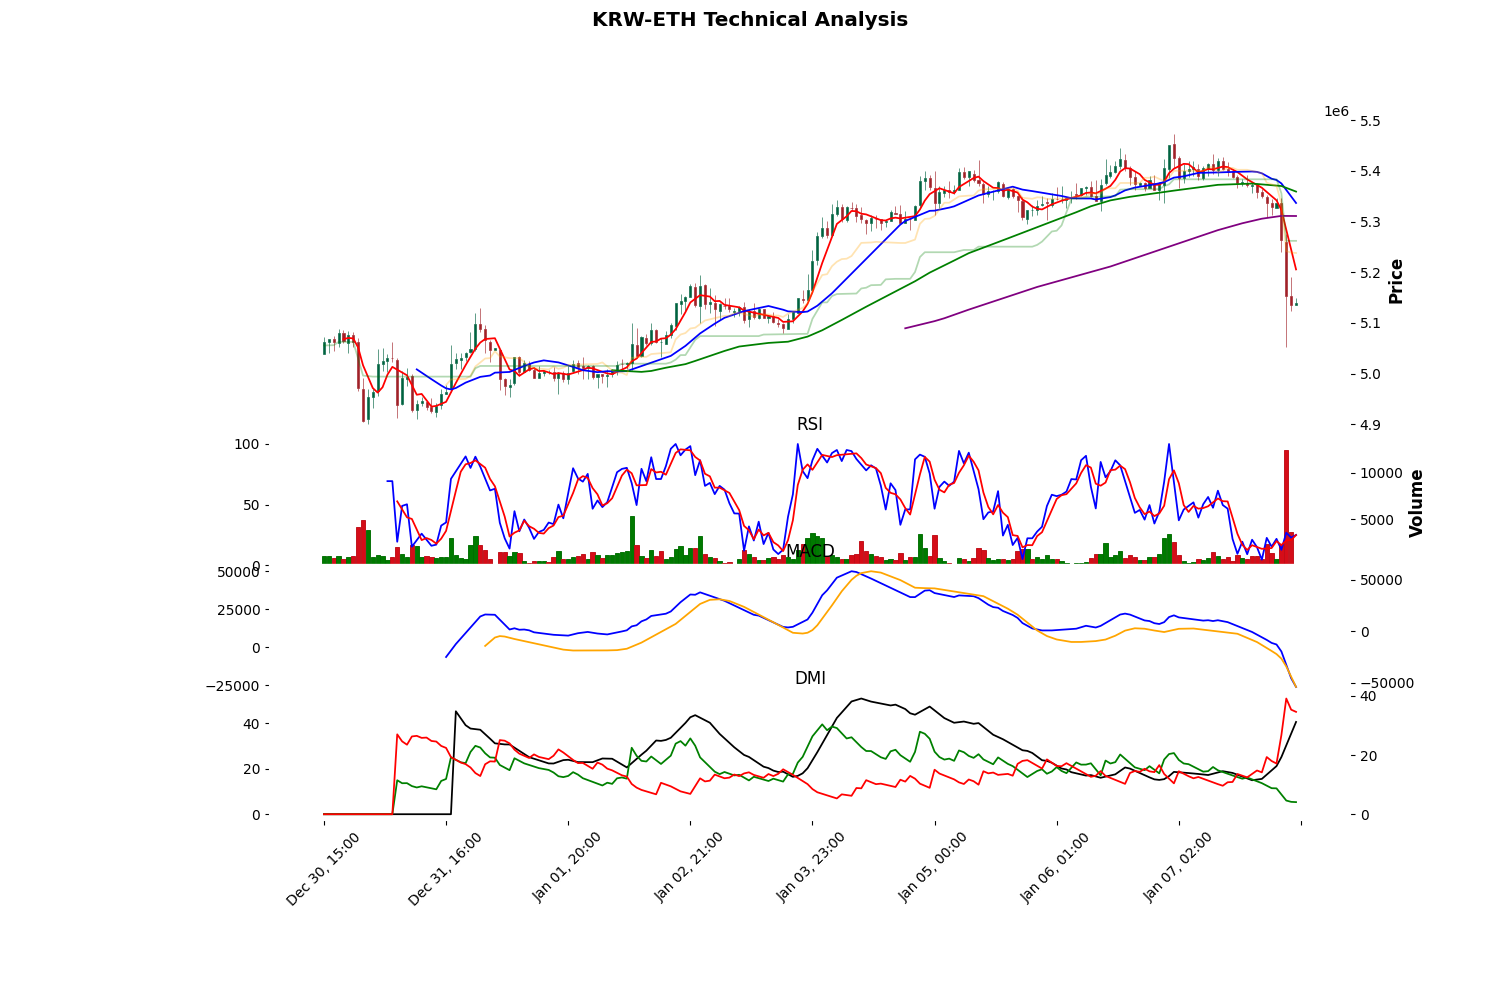 KRW-ETH Technical Analysis
1e6
5.5
5.4
5.3
5.2
5.1
5.0
4.9
Price
RSI
100
50
0
10000
5000
Volume
MACD
50000
25000
0
−25000
50000
0
−50000
DMI
40
20
0
40
20
0
Dec 30, 15:00
Dec 31, 16:00
Jan 01, 20:00
Jan 02, 21:00
Jan 03, 23:00
Jan 05, 00:00
Jan 06, 01:00
Jan 07, 02:00